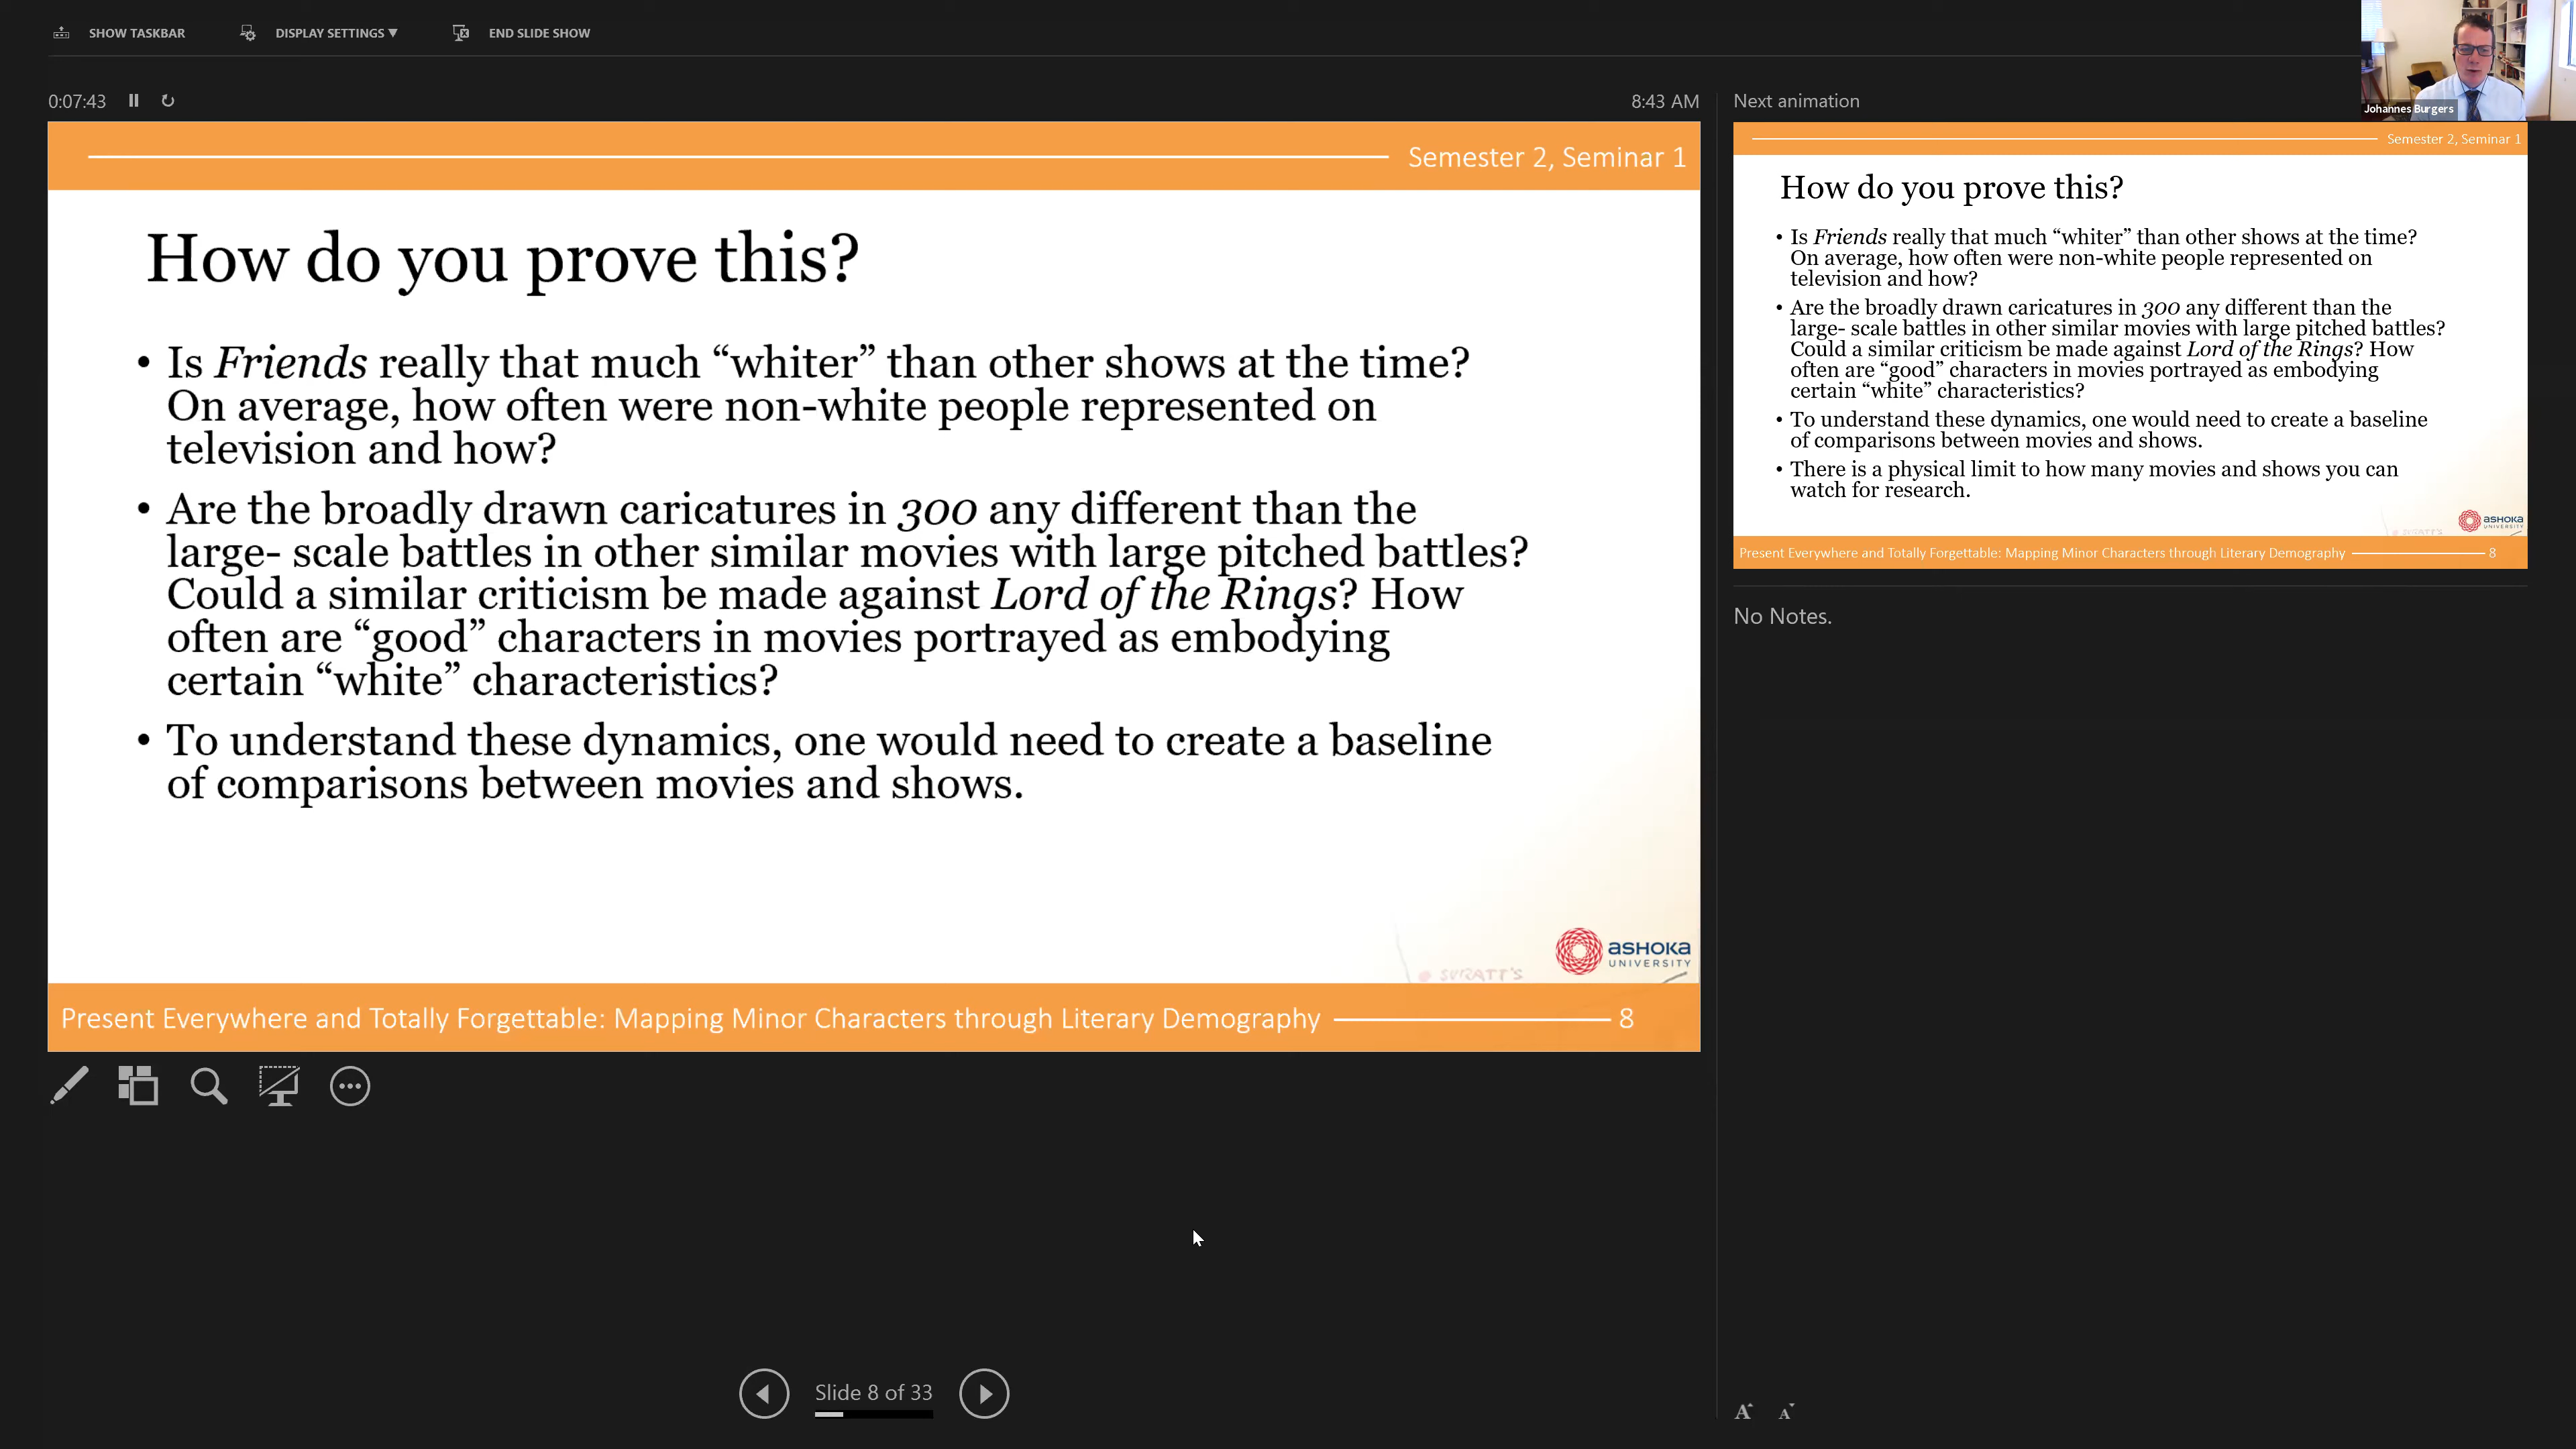 SHOW TASKBAR
DISPLAY SETTINGS ▼
END SLIDE SHOW
Johannes Burgers
0:07:43
8:43 AM
Semester 2, Seminar 1
How do you prove this?
• Is Friends really that much “whiter” than other shows at the time?
On average, how often were non-white people represented on
television and how?
• Are the broadly drawn caricatures in 300 any different than the
large- scale battles in other similar movies with large pitched battles?
Could a similar criticism be made against Lord of the Rings? How
often are “good” characters in movies portrayed as embodying
certain “white” characteristics?
• To understand these dynamics, one would need to create a baseline
of comparisons between movies and shows.
SURATT'S
ASHOKA
UNIVERSITY
Present Everywhere and Totally Forgettable: Mapping Minor Characters through Literary Demography 8
Slide 8 of 33
Next animation
Semester 2, Seminar 1
How do you prove this?
• Is Friends really that much “whiter” than other shows at the time?
On average, how often were non-white people represented on
television and how?
• Are the broadly drawn caricatures in 300 any different than the
large- scale battles in other similar movies with large pitched battles?
Could a similar criticism be made against Lord of the Rings? How
often are “good” characters in movies portrayed as embodying
certain “white” characteristics?
• To understand these dynamics, one would need to create a baseline
of comparisons between movies and shows.
• There is a physical limit to how many movies and shows you can
watch for research.
SURATT'S
ASHOKA
UNIVERSITY
Present Everywhere and Totally Forgettable: Mapping Minor Characters through Literary Demography 8
No Notes.
A A